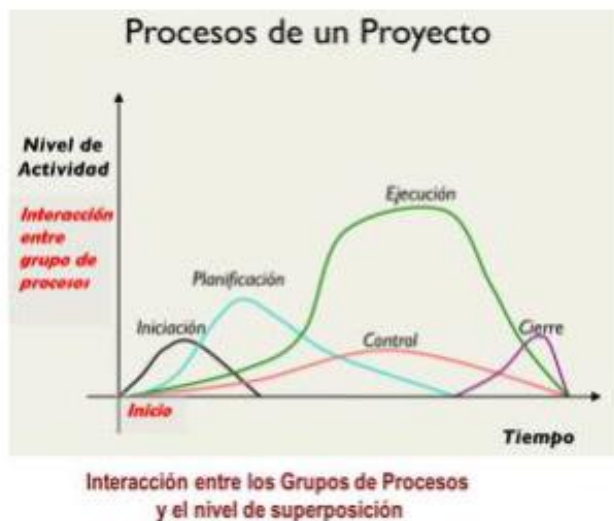 Procesos de un Proyecto
Nivel de
Actividad
Interacción
entre
grupo de
procesos
Ejecución
Planificación
Iniciación
Control
Cierre
Inicio
Tiempo
Interacción entre los Grupos de Procesos
y el nivel de superposición